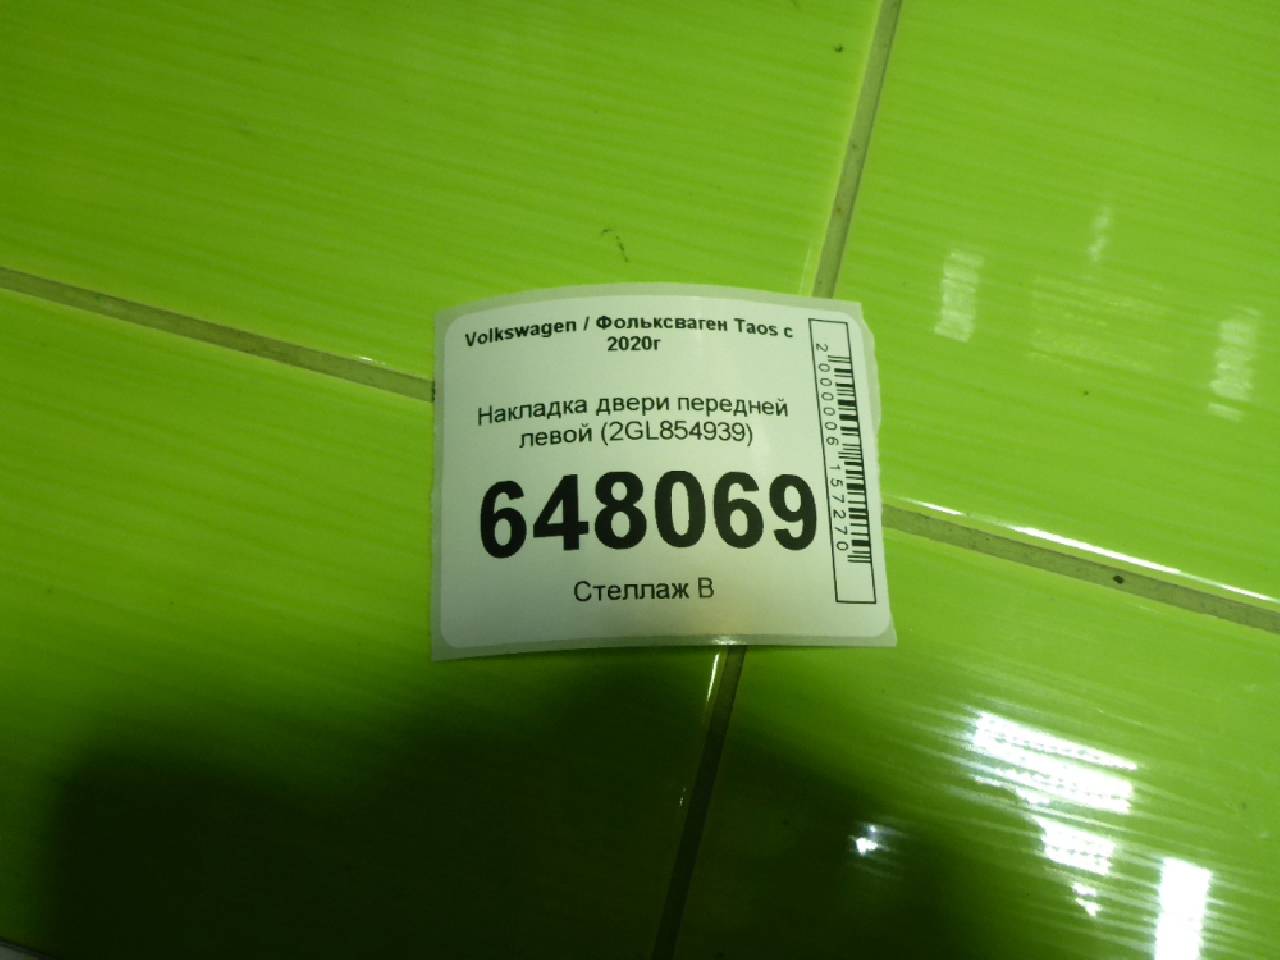 Volkswagen / Фольксваген Taos с
2020г
Накладка двери передней
левой (2GL854939)
648069
Стеллаж В
2000006157270